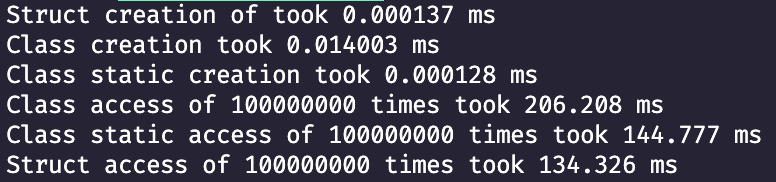 Struct creation of took 0.000137 ms
Class creation took 0.014003 ms
Class static creation took 0.000128 ms
Class access of 100000000 times took 206.208 ms
Class static access of 100000000 times took 144.777 ms
Struct access of 100000000 times took 134.326 ms